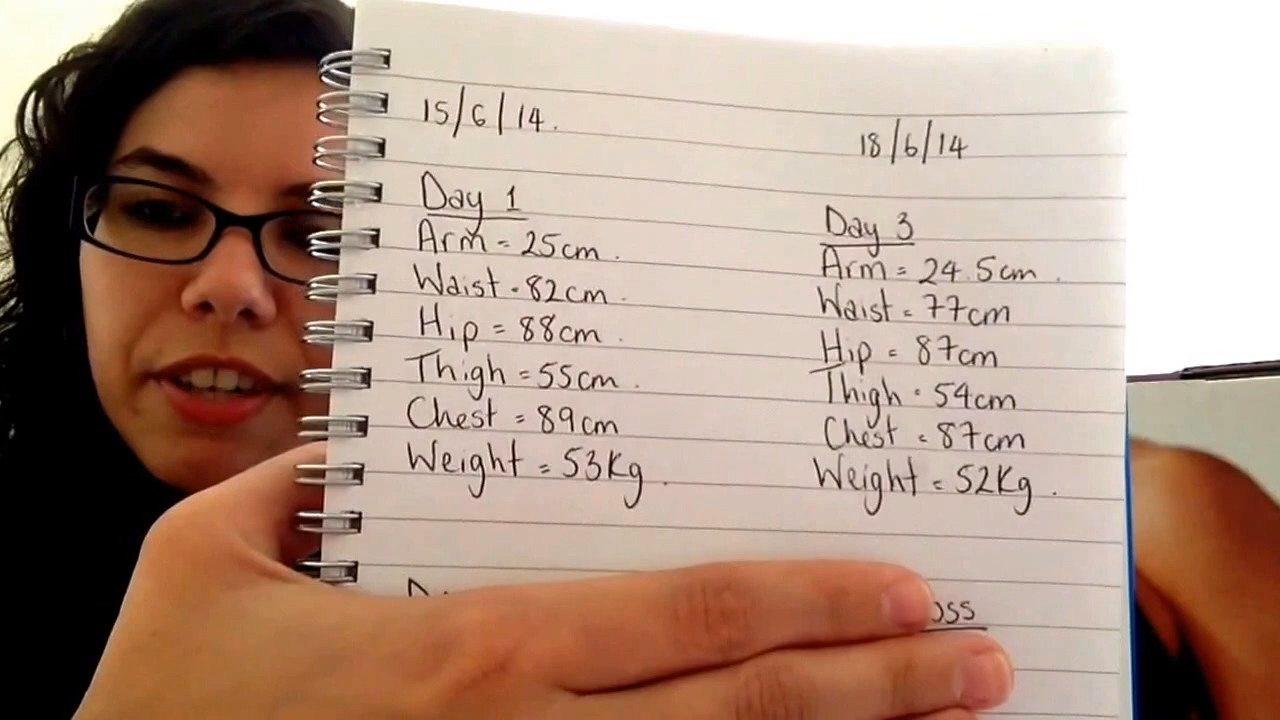 15/6/14.
Day 1
Arm = 25cm.
Waist = 82cm.
Hip = 88cm.
Thigh = 55cm.
Chest = 89cm
Weight = 53Kg.
18/6/14
Day 3
Arm = 24.5cm.
Waist = 77cm
Hip = 87cm
Thigh = 54cm
Chest = 87cm
Weight = 52Kg.